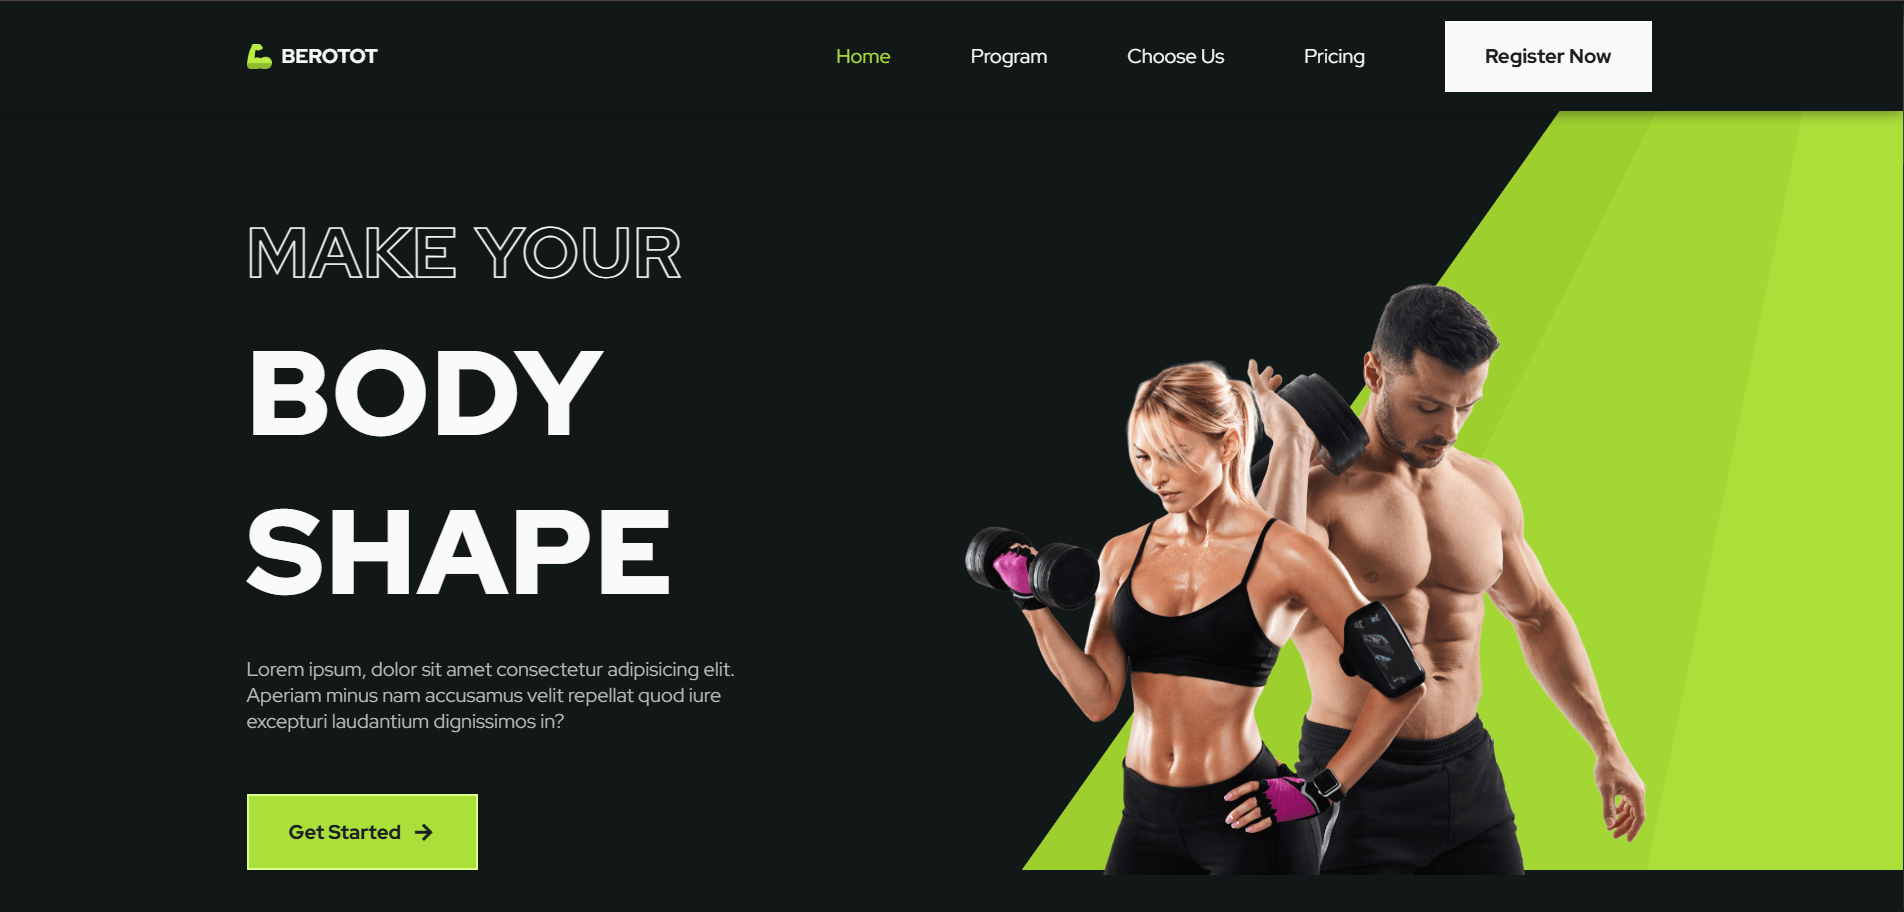 BEROTOT
Home
Program
Choose Us
Pricing
Register Now
MAKE YOUR
BODY
SHAPE
Lorem ipsum, dolor sit amet consectetur adipisicing elit.
Aperiam minus nam accusamus velit repellat quod iure
excepturi laudantium dignissimos in?
Get Started